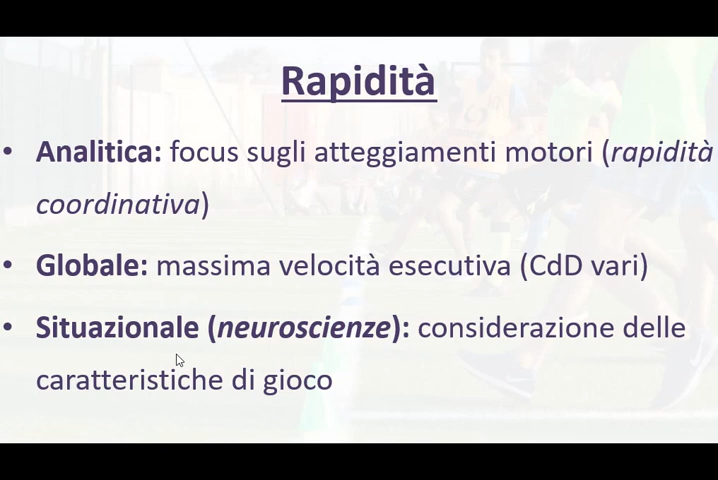 Rapidità
• Analitica: focus sugli atteggiamenti motori (rapidità
coordinativa)
• Globale: massima velocità esecutiva (CdD vari)
• Situazionale (neuroscienze): considerazione delle
caratteristiche di gioco